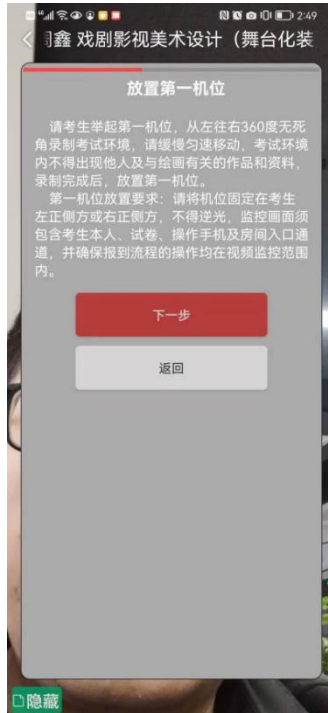 2:49
鑫 戏剧影视美术设计（舞台化装
放置第一机位
请考生举起第一机位，从左往右360度无死
角录制考试环境，请缓慢匀速移动，考试环境
内不得出现他人及与绘画有关的作品和资料，
录制完成后，放置第一机位。
第一机位放置要求：请将机位固定在考生
左正侧方或右正侧方，不得逆光，监控画面须
包含考生本人、试卷、操作手机及房间入口通
道，并确保报到流程的操作均在视频监控范围
内。
下一步
返回
隐藏